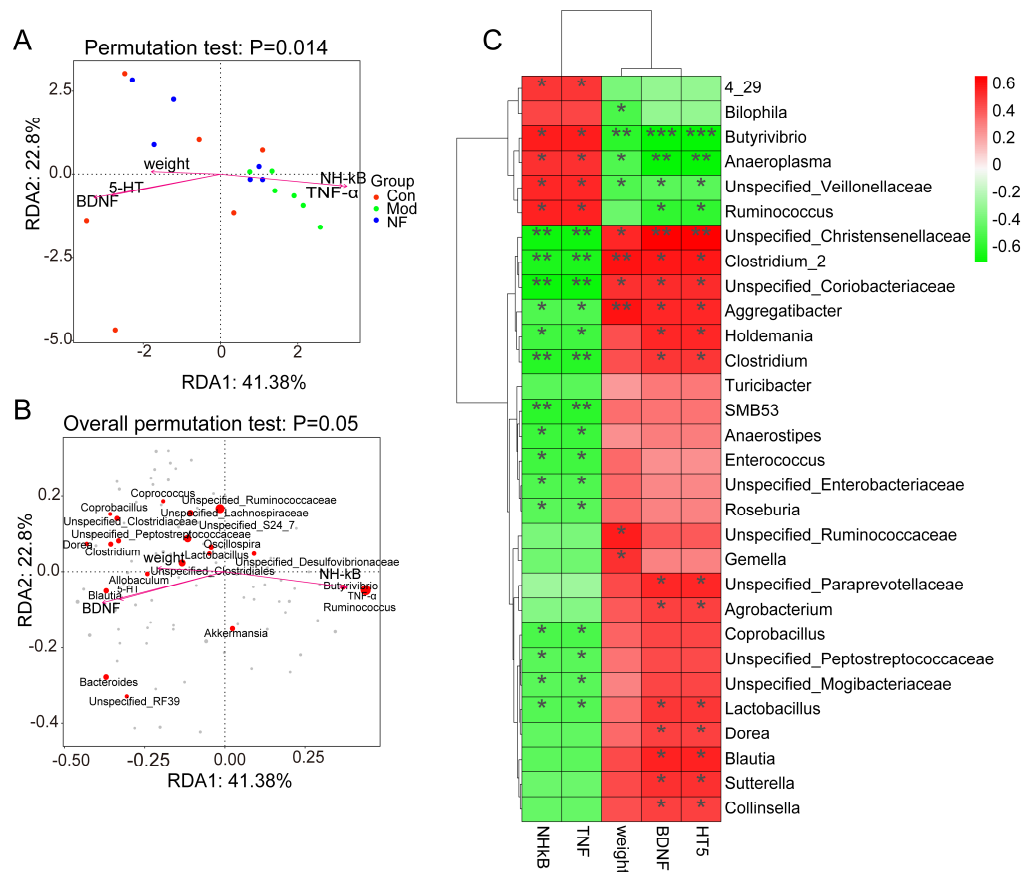 A
Permutation test: P=0.014
RDA2: 22.8%
2.5
0.0
-2.5
-5.0
weight
5-HT
BDNF
NH-kB
TNF-α
Group
Con
Mod
NF
-2
0
2
RDA1: 41.38%
B
Overall permutation test: P=0.05
RDA2: 22.8%
0.2
0.0
-0.2
-0.4
Coprococcus
Unspecified_Ruminococcaceae
Coprobacillus
Unspecified_Lachnospiraceae
Unspecified_Clostridiaceae
Unspecified_S24_7
Unspecified_Peptostreptococcaceae
Dorea
Oscillospira
Clostridium
Lactobacillus
weight
Unspecified_Desulfovibrionaceae
Unspecified_Clostridiales
NH-kB
Allobaculum
Butyrivibrio
5-HT
Blautia
TNF-α
BDNF
Ruminococcus
Akkermansia
Bacteroides
Unspecified_RF39
-0.50
-0.25
0.00
0.25
RDA1: 41.38%
C
* * 4_29
* Bilophila
* * ** *** *** Butyrivibrio
* * * ** ** Anaeroplasma
* * * * * Unspecified_Veillonellaceae
* * * * Ruminococcus
** ** * ** ** Unspecified_Christensenellaceae
** ** ** * * Clostridium_2
** ** * * * Unspecified_Coriobacteriaceae
* * ** * * Aggregatibacter
* * * * Holdemania
** ** * * Clostridium
Turicibacter
** ** SMB53
* * Anaerostipes
* * Enterococcus
* * Unspecified_Enterobacteriaceae
* * Roseburia
* Unspecified_Ruminococcaceae
* Gemella
* * Unspecified_Paraprevotellaceae
* * Agrobacterium
* * Coprobacillus
* * Unspecified_Peptostreptococcaceae
* * Unspecified_Mogibacteriaceae
* * * * Lactobacillus
* * Dorea
* * Blautia
* * Sutterella
* * Collinsella
NHkB
TNF
weight
BDNF
HT5
0.6
0.4
0.2
0
-0.2
-0.4
-0.6